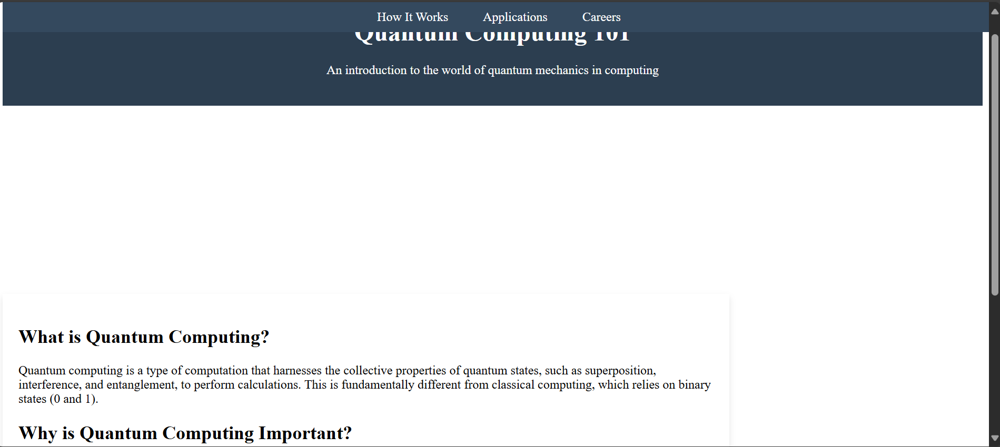 How It Works Applications Careers
Quantum Computing 101
An introduction to the world of quantum mechanics in computing
What is Quantum Computing?
Quantum computing is a type of computation that harnesses the collective properties of quantum states, such as superposition,
interference, and entanglement, to perform calculations. This is fundamentally different from classical computing, which relies on binary
states (0 and 1).
Why is Quantum Computing Important?